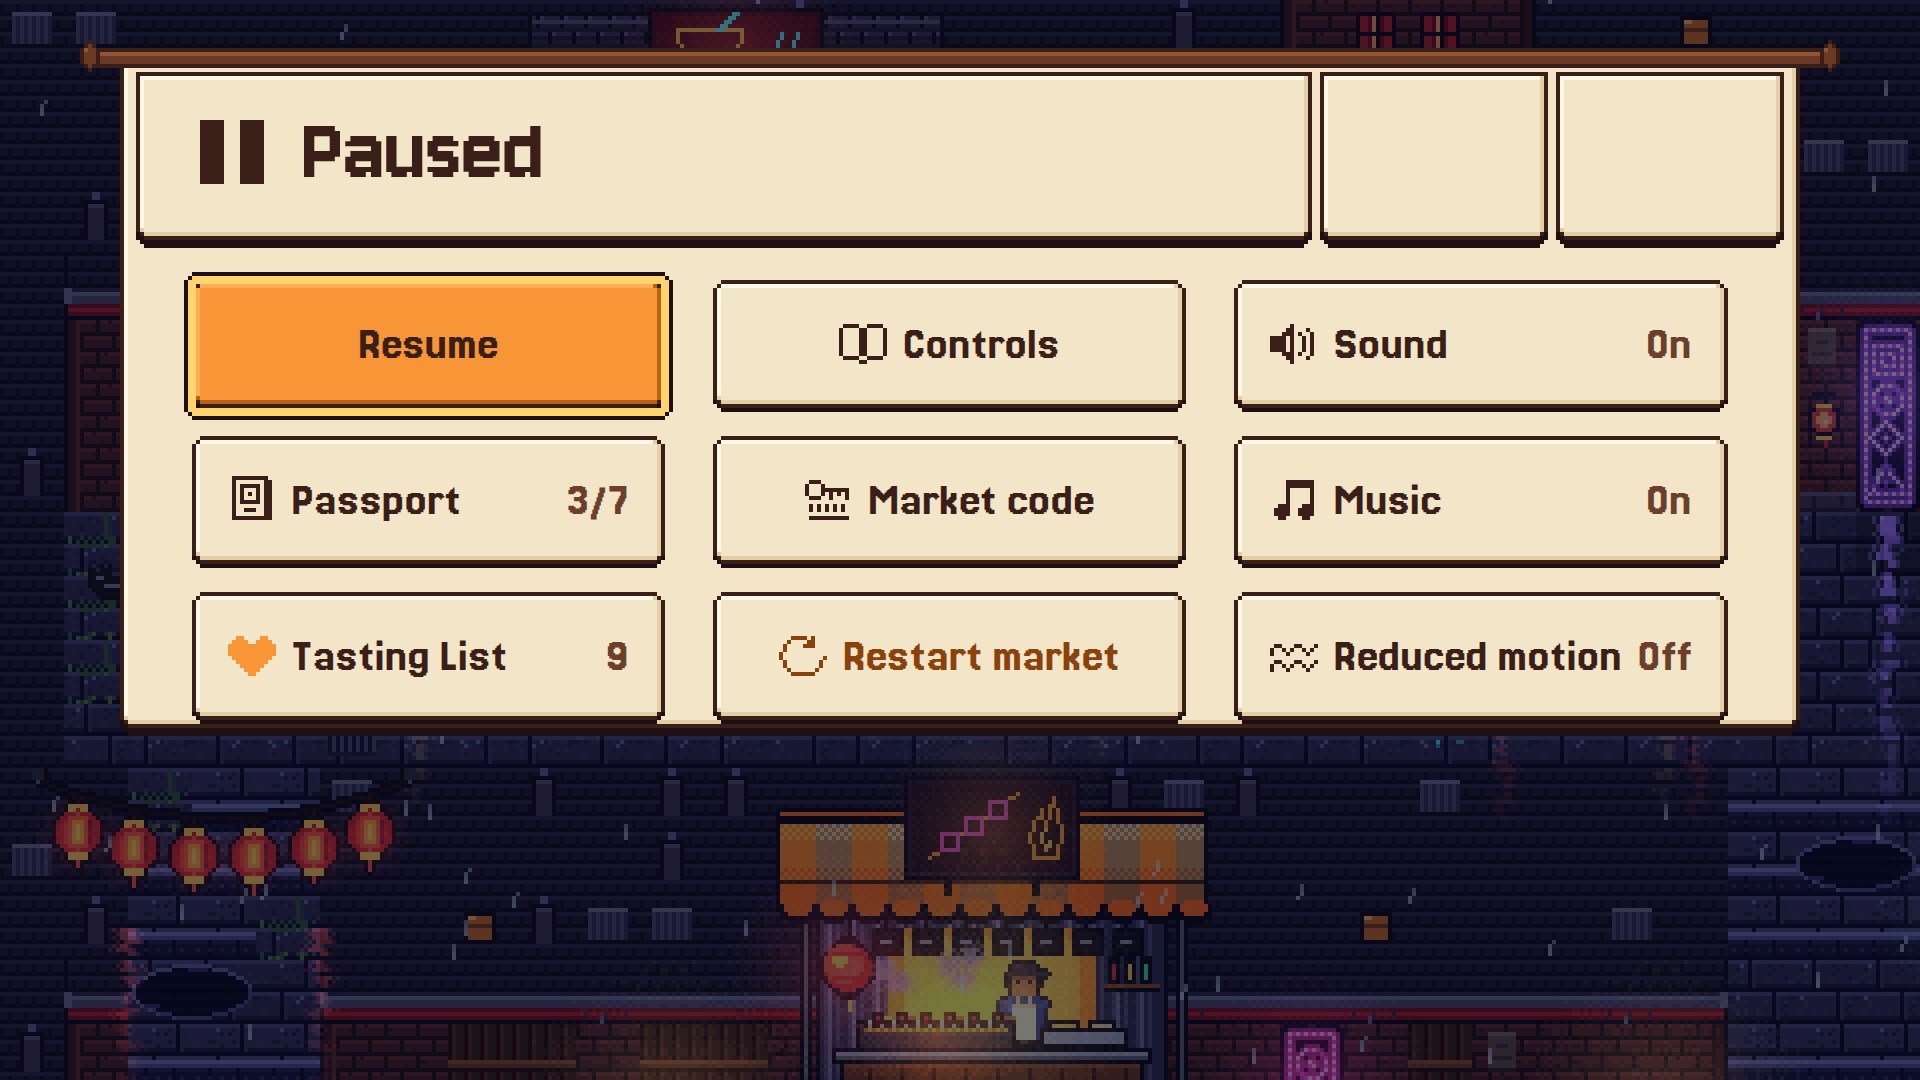 Paused
Resume
Controls
Sound On
Passport 3/7
Market code
Music On
Tasting List 9
Restart market
Reduced motion Off